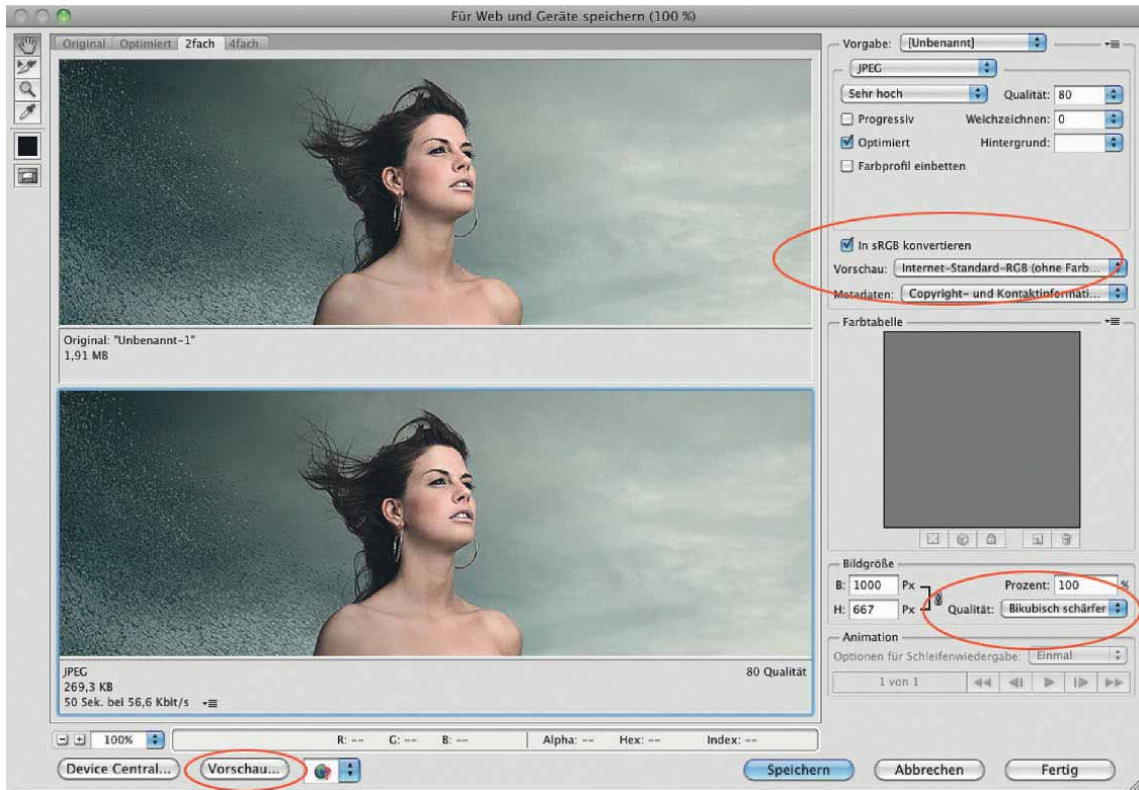 Für Web und Geräte speichern (100 %)
Original Optimiert 2fach 4fach
Vorgabe: [Unbenannt]
JPEG
Sehr hoch Qualität: 80
Progressiv Weichzeichnen: 0
Optimiert Hintergrund:
Farbprofil einbetten
In sRGB konvertieren
Vorschau: Internet-Standard-RGB (ohne Farb...
Metadaten: Copyright- und Kontaktinformati...
Original: "Unbenannt-1"
1,91 MB
Farbtabelle
Bildgröße
B: 1000 Px Prozent: 100 %
H: 667 Px Qualität: Bikubisch schärfer
Animation
Optionen für Schleifenwiedergabe: Einmal
1 von 1
JPEG 80 Qualität
269,3 KB
50 Sek. bei 56,6 Kbit/s
100% R: -- G: -- B: -- Alpha: -- Hex: -- Index: --
Device Central... Vorschau... Speichern Abbrechen Fertig